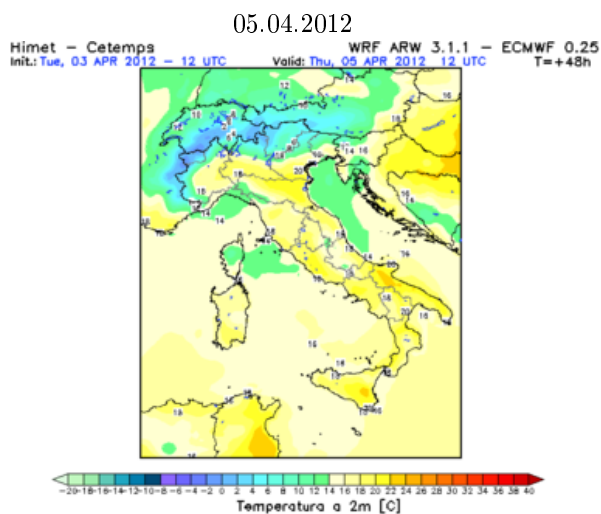 05.04.2012
Himet - Cetemps WRF ARW 3.1.1 - ECMWF 0.25
Init.: Tue, 03 APR 2012 - 12 UTC Valid: Thu, 05 APR 2012 12 UTC T=+48h
-20 -18 -16 -14 -12 -10 -8 -6 -4 -2 0 2 4 6 8 10 12 14 16 18 20 22 24 26 28 30 32 34 36 38 40
Temperatura a 2m [C]